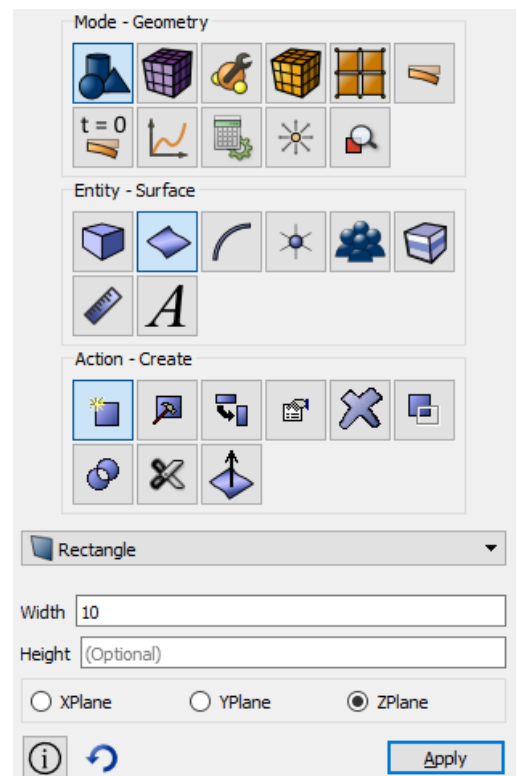 Mode - Geometry
t = 0
Entity - Surface
A
Action - Create
Rectangle
Width 10
Height (Optional)
XPlane YPlane ZPlane
i Apply